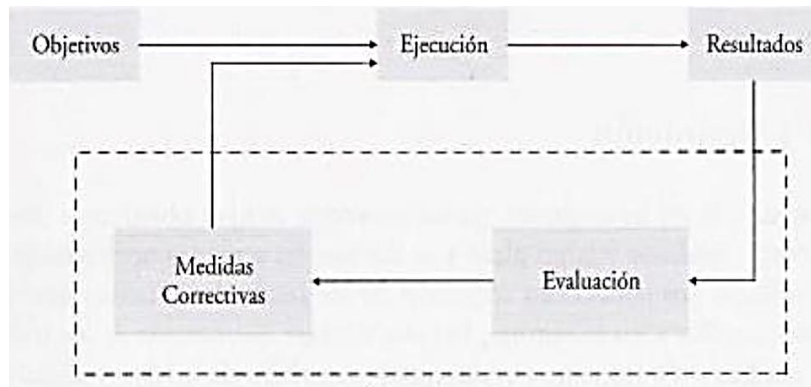 Objetivos
Ejecución
Resultados
Medidas
Correctivas
Evaluación